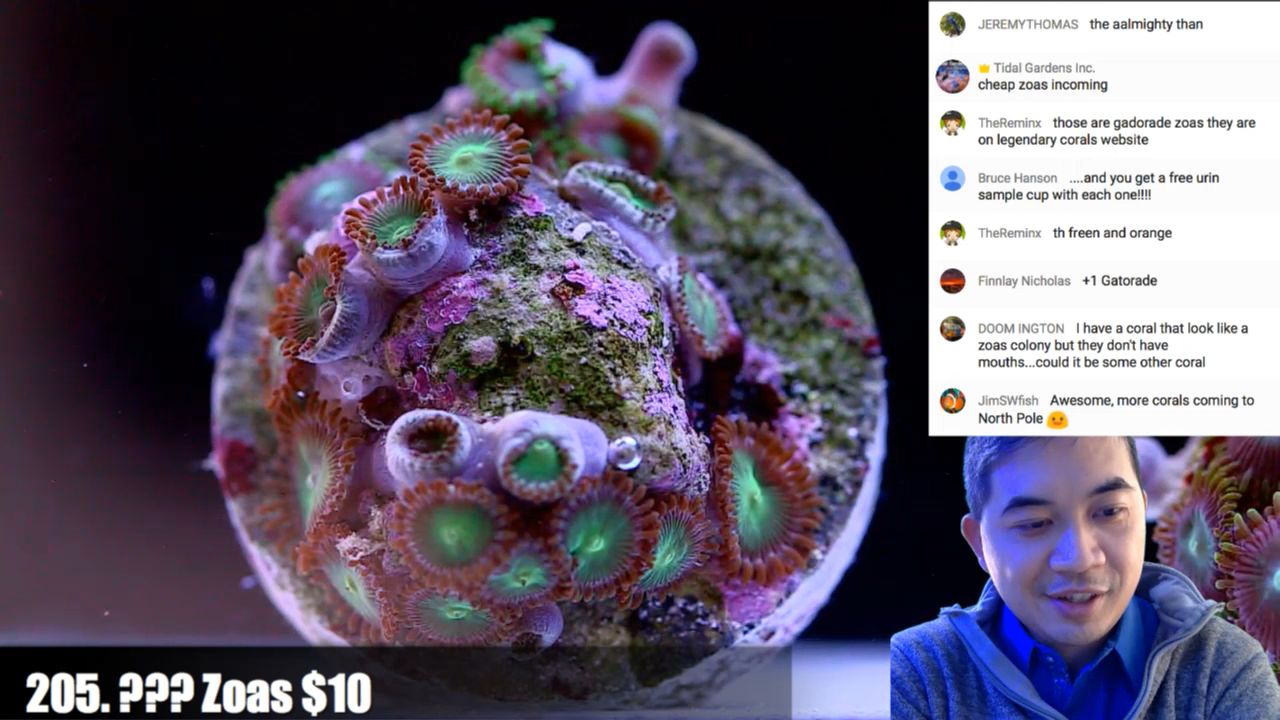 JEREMYTHOMAS the aalmighty than
Tidal Gardens Inc.
cheap zoas incoming
TheReminx those are gadorade zoas they are
on legendary corals website
Bruce Hanson ....and you get a free urin
sample cup with each one!!!!
TheReminx th freen and orange
Finnlay Nicholas +1 Gatorade
DOOM INGTON I have a coral that look like a
zoas colony but they don't have
mouths...could it be some other coral
JimSWfish Awesome, more corals coming to
North Pole
205. ??? Zoas $10